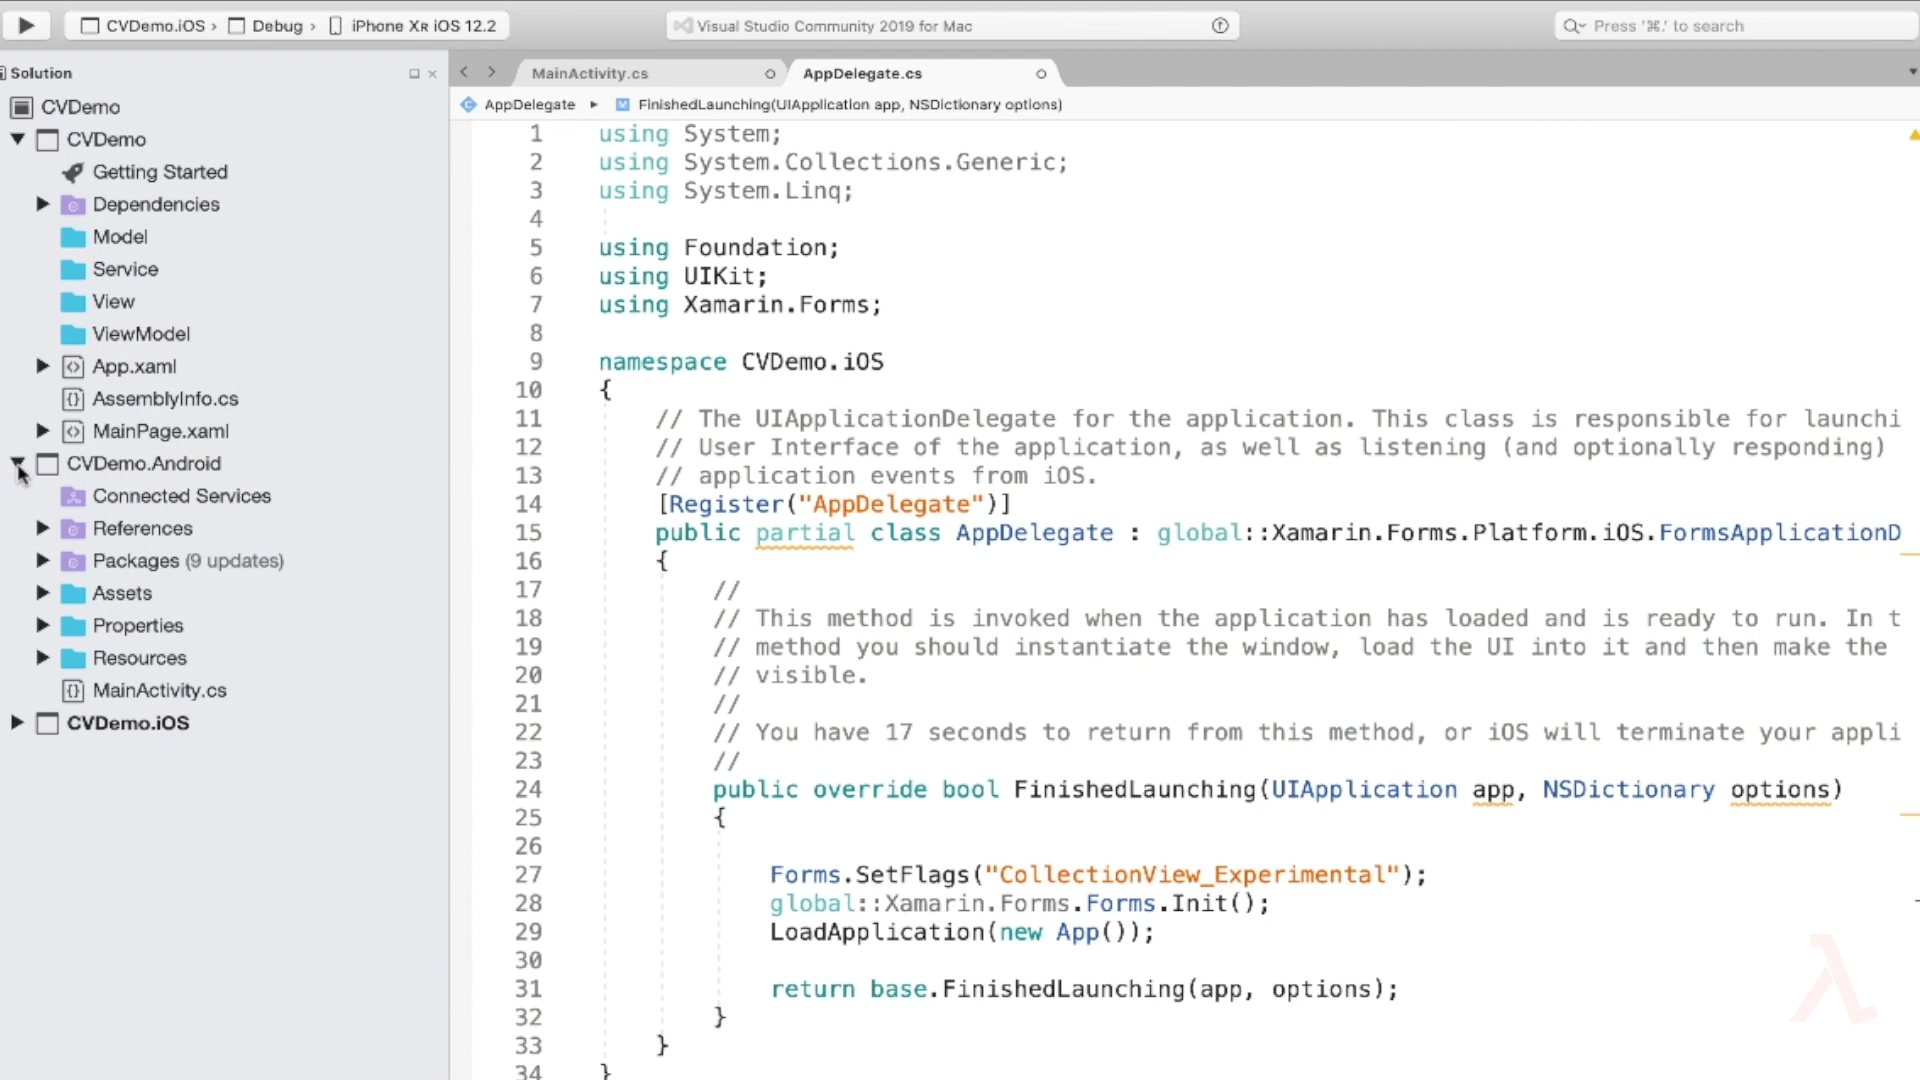 CVDemo.iOS › Debug › iPhone XR iOS 12.2
Visual Studio Community 2019 for Mac
Press '⌘.' to search
Solution
MainActivity.cs
AppDelegate.cs
AppDelegate
FinishedLaunching(UIApplication app, NSDictionary options)
CVDemo
CVDemo
Getting Started
Dependencies
Model
Service
View
ViewModel
App.xaml
AssemblyInfo.cs
MainPage.xaml
CVDemo.Android
Connected Services
References
Packages (9 updates)
Assets
Properties
Resources
MainActivity.cs
CVDemo.iOS
1 using System;
2 using System.Collections.Generic;
3 using System.Linq;
4
5 using Foundation;
6 using UIKit;
7 using Xamarin.Forms;
8
9 namespace CVDemo.iOS
10 {
11 // The UIApplicationDelegate for the application. This class is responsible for launchi
12 // User Interface of the application, as well as listening (and optionally responding)
13 // application events from iOS.
14 [Register("AppDelegate")]
15 public partial class AppDelegate : global::Xamarin.Forms.Platform.iOS.FormsApplicationD
16 {
17 //
18 // This method is invoked when the application has loaded and is ready to run. In t
19 // method you should instantiate the window, load the UI into it and then make the
20 // visible.
21 //
22 // You have 17 seconds to return from this method, or iOS will terminate your appli
23 //
24 public override bool FinishedLaunching(UIApplication app, NSDictionary options)
25 {
26
27 Forms.SetFlags("CollectionView_Experimental");
28 global::Xamarin.Forms.Forms.Init();
29 LoadApplication(new App());
30
31 return base.FinishedLaunching(app, options);
32 }
33 }
34 }
λ